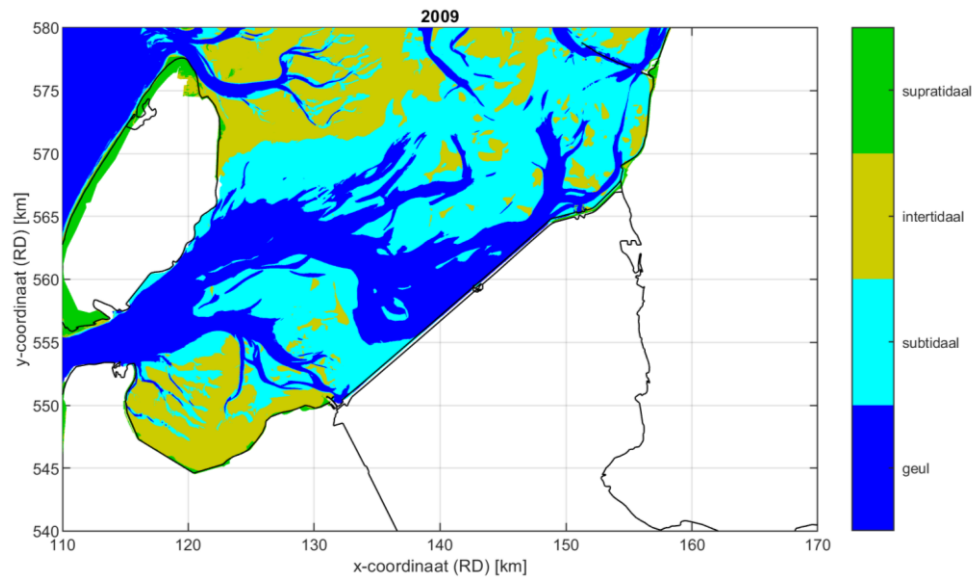 2009
580
575
570
565
560
555
550
545
540
y-coordinaat (RD) [km]
110
120
130
140
150
160
170
x-coordinaat (RD) [km]
supratidaal
intertidaal
subtidaal
geul